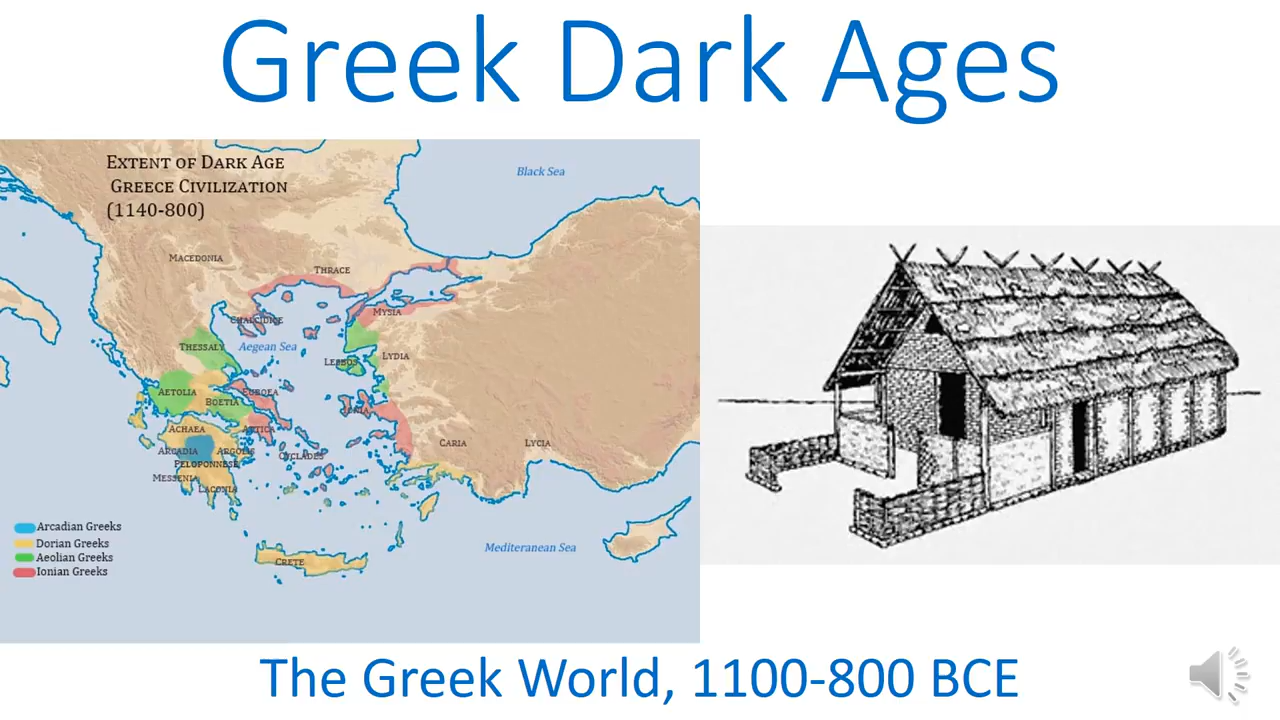 Greek Dark Ages
Extent of Dark Age
Greece Civilization
(1140-800)
Black Sea
Macedonia
Thrace
Chalcidice
Mysia
Thessaly
Aegean Sea
Lesbos
Lydia
Aetolia
Euboea
Boetia
Ionia
Achaea
Attica
Arcadia
Argolis
Cyclades
Caria
Lycia
Peloponnese
Messenia
Laconia
Arcadian Greeks
Dorian Greeks
Aeolian Greeks
Ionian Greeks
Mediterranean Sea
Crete
The Greek World, 1100-800 BCE